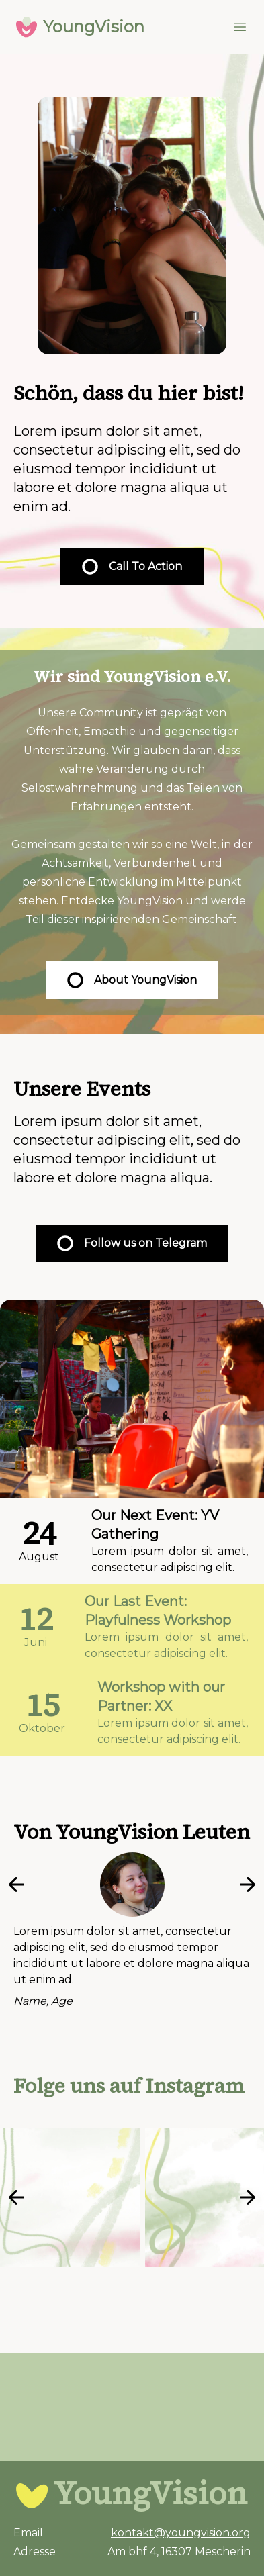 YoungVision
Schön, dass du hier bist!
Lorem ipsum dolor sit amet,
consectetur adipiscing elit, sed do
eiusmod tempor incididunt ut
labore et dolore magna aliqua ut
enim ad.
Call To Action
Wir sind YoungVision e.V.
Unsere Community ist geprägt von
Offenheit, Empathie und gegenseitiger
Unterstützung. Wir glauben daran, dass
wahre Veränderung durch
Selbstwahrnehmung und das Teilen von
Erfahrungen entsteht.
Gemeinsam gestalten wir so eine Welt, in der
Achtsamkeit, Verbundenheit und
persönliche Entwicklung im Mittelpunkt
stehen. Entdecke YoungVision und werde
Teil dieser inspirierenden Gemeinschaft.
About YoungVision
Unsere Events
Lorem ipsum dolor sit amet,
consectetur adipiscing elit, sed do
eiusmod tempor incididunt ut
labore et dolore magna aliqua.
Follow us on Telegram
24
August
Our Next Event: YV
Gathering
Lorem ipsum dolor sit amet,
consectetur adipiscing elit.
12
Juni
Our Last Event:
Playfulness Workshop
Lorem ipsum dolor sit amet,
consectetur adipiscing elit.
15
Oktober
Workshop with our
Partner: XX
Lorem ipsum dolor sit amet,
consectetur adipiscing elit.
Von YoungVision Leuten
Lorem ipsum dolor sit amet, consectetur
adipiscing elit, sed do eiusmod tempor
incididunt ut labore et dolore magna aliqua
ut enim ad.
Name, Age
Folge uns auf Instagram
YoungVision
Email kontakt@youngvision.org
Adresse Am bhf 4, 16307 Mescherin